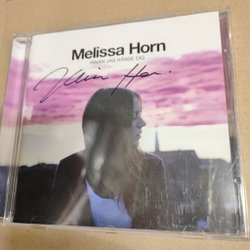 Melissa Horn
INNAN JAG KÄNDE DIG